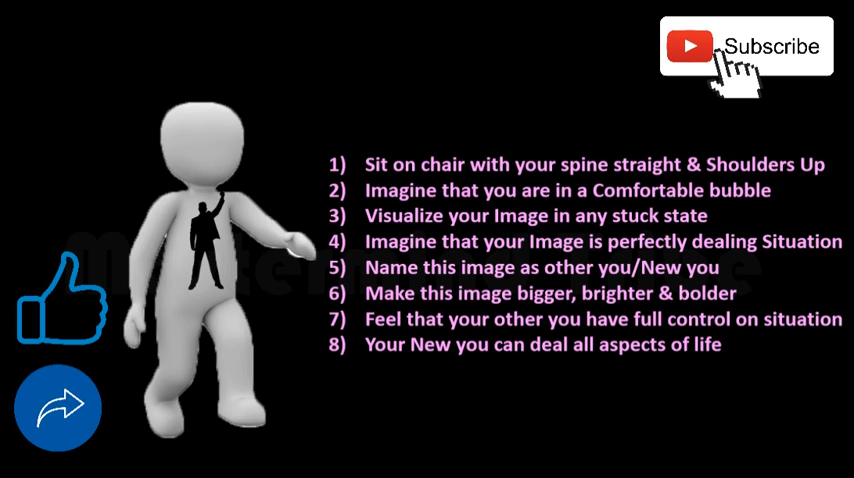 Subscribe
1) Sit on chair with your spine straight & Shoulders Up
2) Imagine that you are in a Comfortable bubble
3) Visualize your Image in any stuck state
4) Imagine that your Image is perfectly dealing Situation
5) Name this image as other you/New you
6) Make this image bigger, brighter & bolder
7) Feel that your other you have full control on situation
8) Your New you can deal all aspects of life